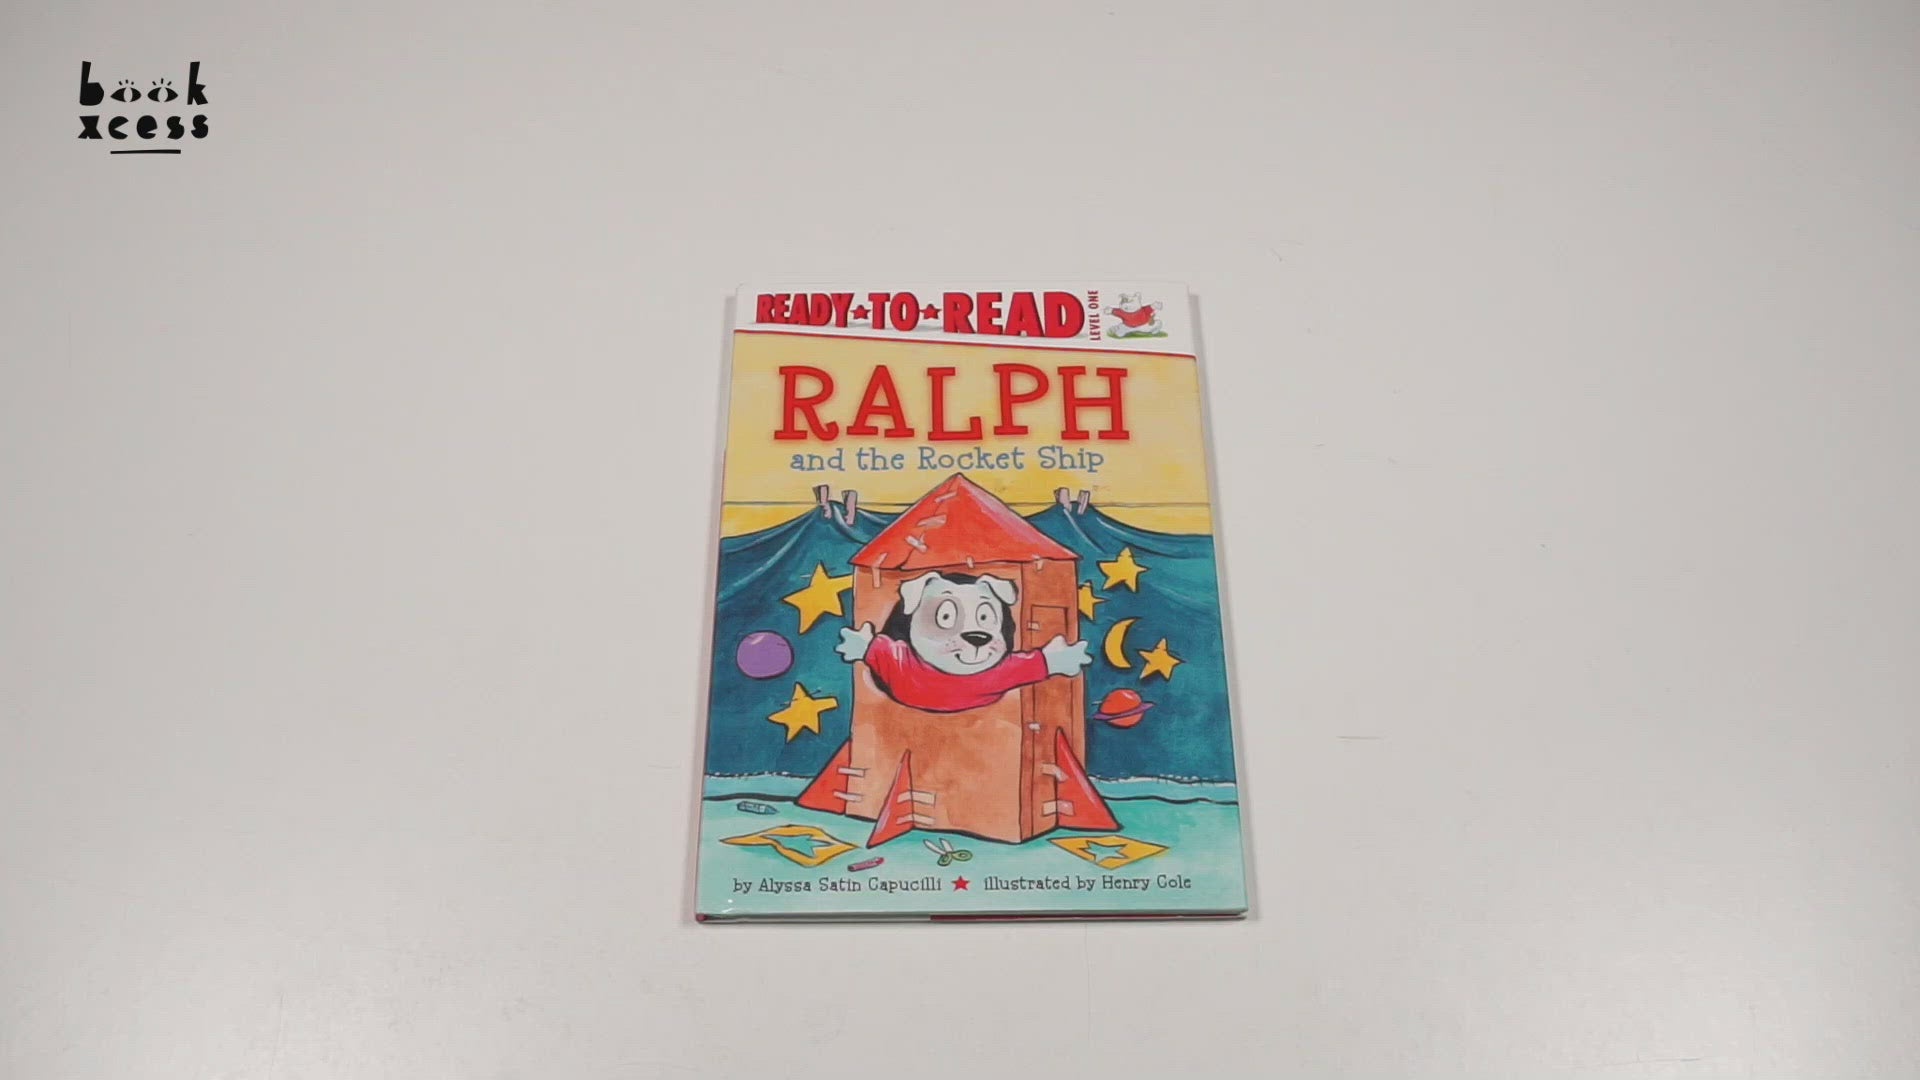 book
xcess
READY★TO★READ
LEVEL ONE
RALPH
and the Rocket Ship
by Alyssa Satin Capucilli ★ illustrated by Henry Cole